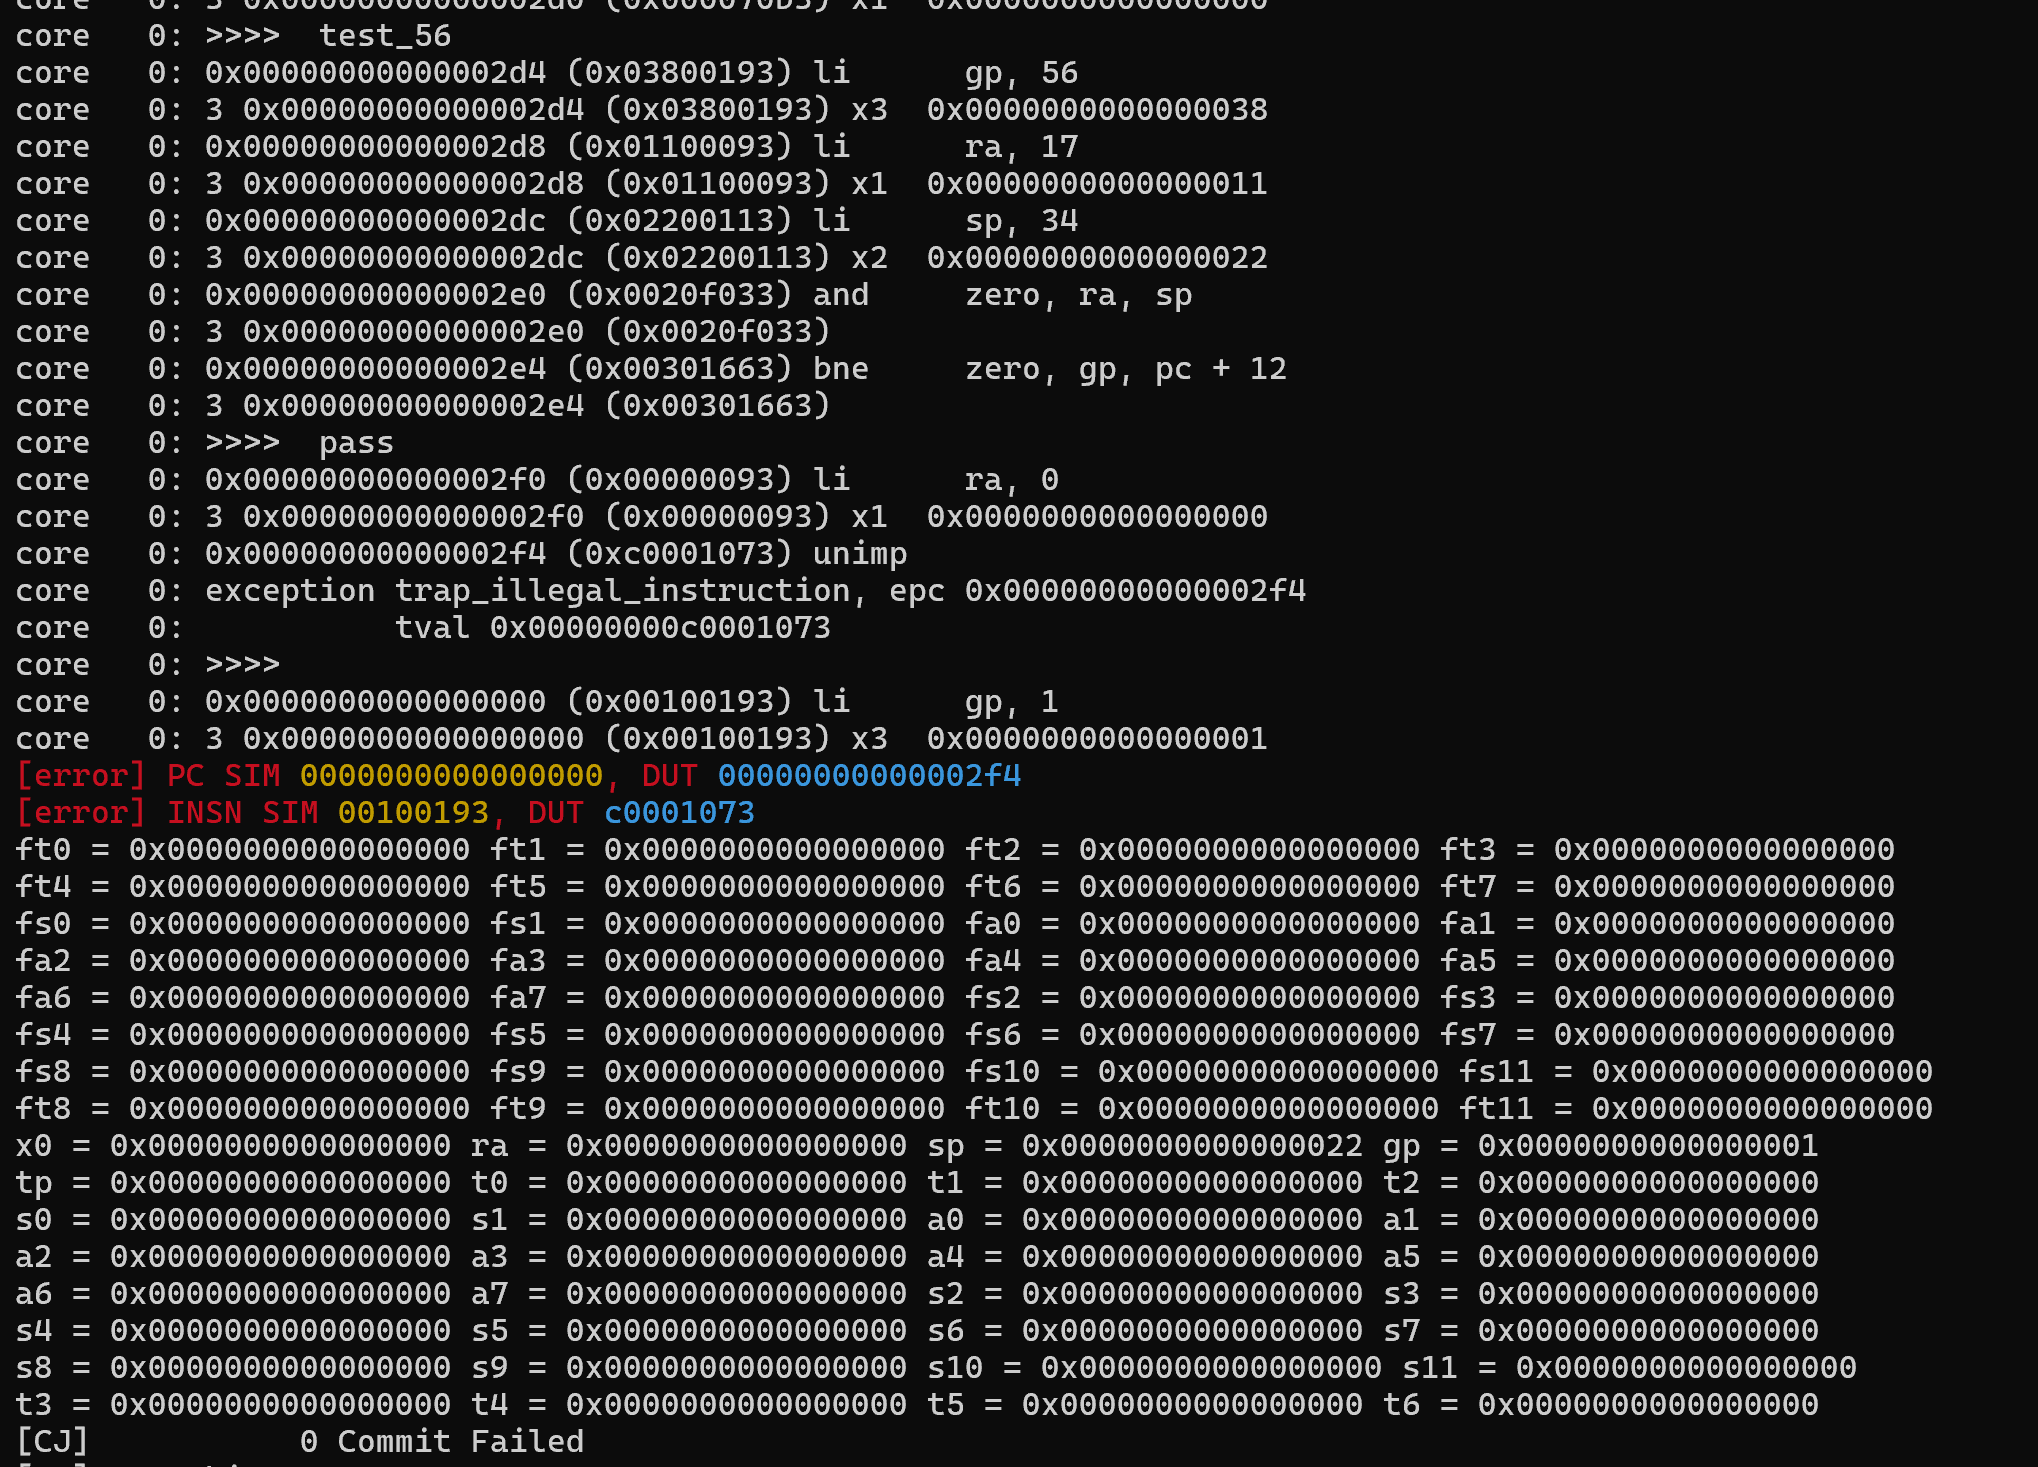 core   0: 3 0x00000000000002d0 (0x000070b3) x1  0x0000000000000000
core   0: >>>>  test_56
core   0: 0x00000000000002d4 (0x03800193) li      gp, 56
core   0: 3 0x00000000000002d4 (0x03800193) x3  0x0000000000000038
core   0: 0x00000000000002d8 (0x01100093) li      ra, 17
core   0: 3 0x00000000000002d8 (0x01100093) x1  0x0000000000000011
core   0: 0x00000000000002dc (0x02200113) li      sp, 34
core   0: 3 0x00000000000002dc (0x02200113) x2  0x0000000000000022
core   0: 0x00000000000002e0 (0x0020f033) and     zero, ra, sp
core   0: 3 0x00000000000002e0 (0x0020f033)
core   0: 0x00000000000002e4 (0x00301663) bne     zero, gp, pc + 12
core   0: 3 0x00000000000002e4 (0x00301663)
core   0: >>>>  pass
core   0: 0x00000000000002f0 (0x00000093) li      ra, 0
core   0: 3 0x00000000000002f0 (0x00000093) x1  0x0000000000000000
core   0: 0x00000000000002f4 (0xc0001073) unimp
core   0: exception trap_illegal_instruction, epc 0x00000000000002f4
core   0:           tval 0x00000000c0001073
core   0: >>>>
core   0: 0x0000000000000000 (0x00100193) li      gp, 1
core   0: 3 0x0000000000000000 (0x00100193) x3  0x0000000000000001
[error] PC SIM 0000000000000000, DUT 00000000000002f4
[error] INSN SIM 00100193, DUT c0001073
ft0 = 0x0000000000000000 ft1 = 0x0000000000000000 ft2 = 0x0000000000000000 ft3 = 0x0000000000000000
ft4 = 0x0000000000000000 ft5 = 0x0000000000000000 ft6 = 0x0000000000000000 ft7 = 0x0000000000000000
fs0 = 0x0000000000000000 fs1 = 0x0000000000000000 fa0 = 0x0000000000000000 fa1 = 0x0000000000000000
fa2 = 0x0000000000000000 fa3 = 0x0000000000000000 fa4 = 0x0000000000000000 fa5 = 0x0000000000000000
fa6 = 0x0000000000000000 fa7 = 0x0000000000000000 fs2 = 0x0000000000000000 fs3 = 0x0000000000000000
fs4 = 0x0000000000000000 fs5 = 0x0000000000000000 fs6 = 0x0000000000000000 fs7 = 0x0000000000000000
fs8 = 0x0000000000000000 fs9 = 0x0000000000000000 fs10 = 0x0000000000000000 fs11 = 0x0000000000000000
ft8 = 0x0000000000000000 ft9 = 0x0000000000000000 ft10 = 0x0000000000000000 ft11 = 0x0000000000000000
x0 = 0x0000000000000000 ra = 0x0000000000000000 sp = 0x0000000000000022 gp = 0x0000000000000001
tp = 0x0000000000000000 t0 = 0x0000000000000000 t1 = 0x0000000000000000 t2 = 0x0000000000000000
s0 = 0x0000000000000000 s1 = 0x0000000000000000 a0 = 0x0000000000000000 a1 = 0x0000000000000000
a2 = 0x0000000000000000 a3 = 0x0000000000000000 a4 = 0x0000000000000000 a5 = 0x0000000000000000
a6 = 0x0000000000000000 a7 = 0x0000000000000000 s2 = 0x0000000000000000 s3 = 0x0000000000000000
s4 = 0x0000000000000000 s5 = 0x0000000000000000 s6 = 0x0000000000000000 s7 = 0x0000000000000000
s8 = 0x0000000000000000 s9 = 0x0000000000000000 s10 = 0x0000000000000000 s11 = 0x0000000000000000
t3 = 0x0000000000000000 t4 = 0x0000000000000000 t5 = 0x0000000000000000 t6 = 0x0000000000000000
[CJ]           0 Commit Failed